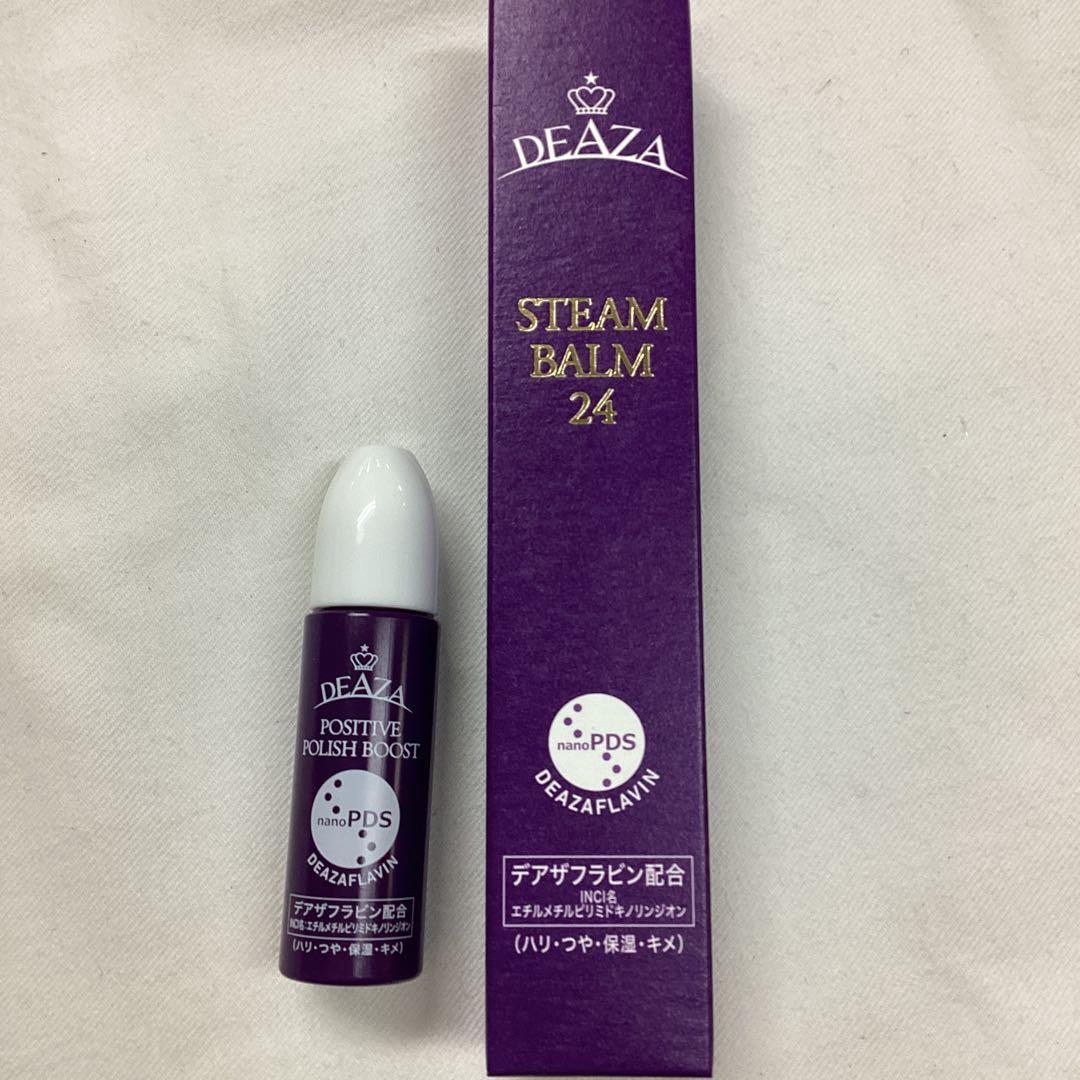 DEAZA
STEAM
BALM
24
nanoPDS
DEAZAFLAVIN
デアザフラビン配合
INCI名
エチルメチルピリミドキノリンジオン
(ハリ・つや・保湿・キメ)
DEAZA
POSITIVE
POLISH BOOST
nanoPDS
DEAZAFLAVIN
デアザフラビン配合
INCI名:エチルメチルピリミドキノリンジオン
(ハリ・つや・保湿・キメ)